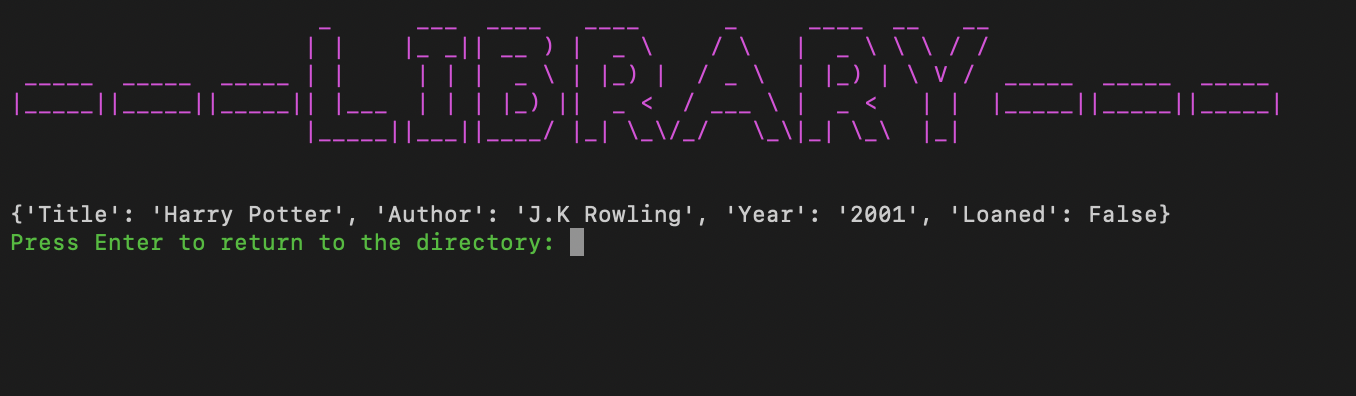 ---LIBRARY---
{'Title': 'Harry Potter', 'Author': 'J.K Rowling', 'Year': '2001', 'Loaned': False}
Press Enter to return to the directory: